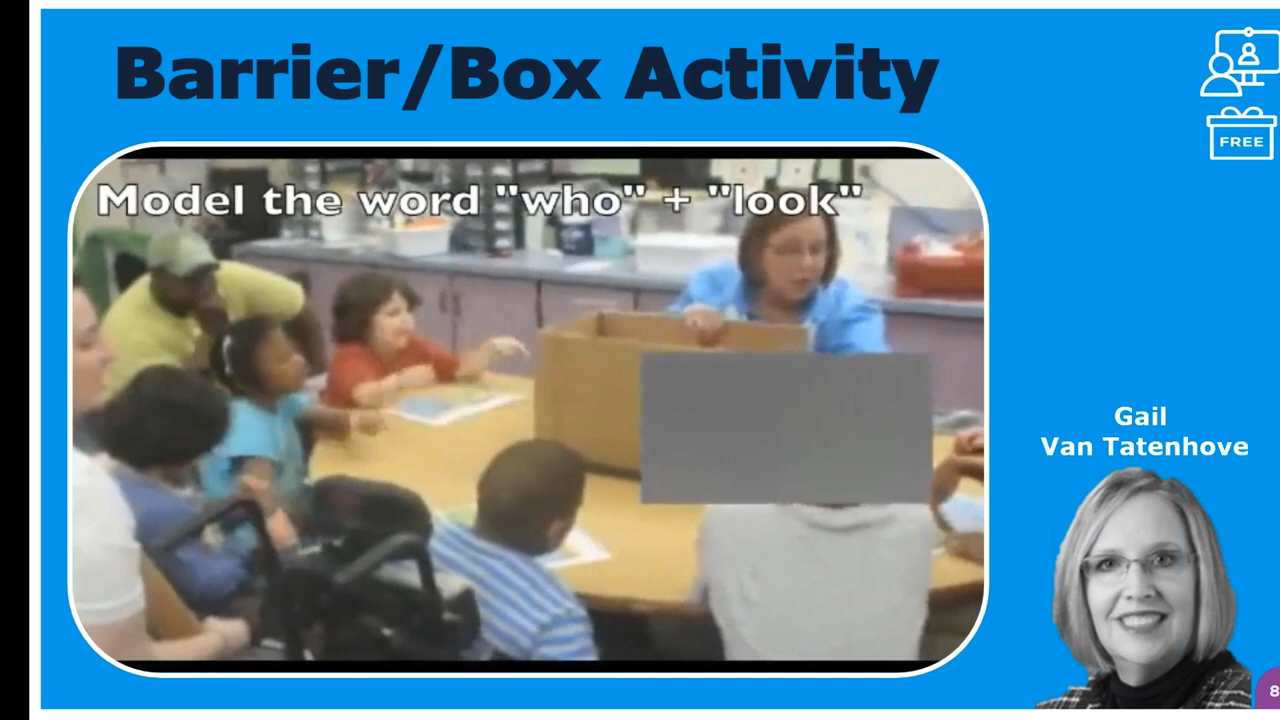 Barrier/Box Activity
FREE
Model the word "who" + "look"
Gail
Van Tatenhove
8